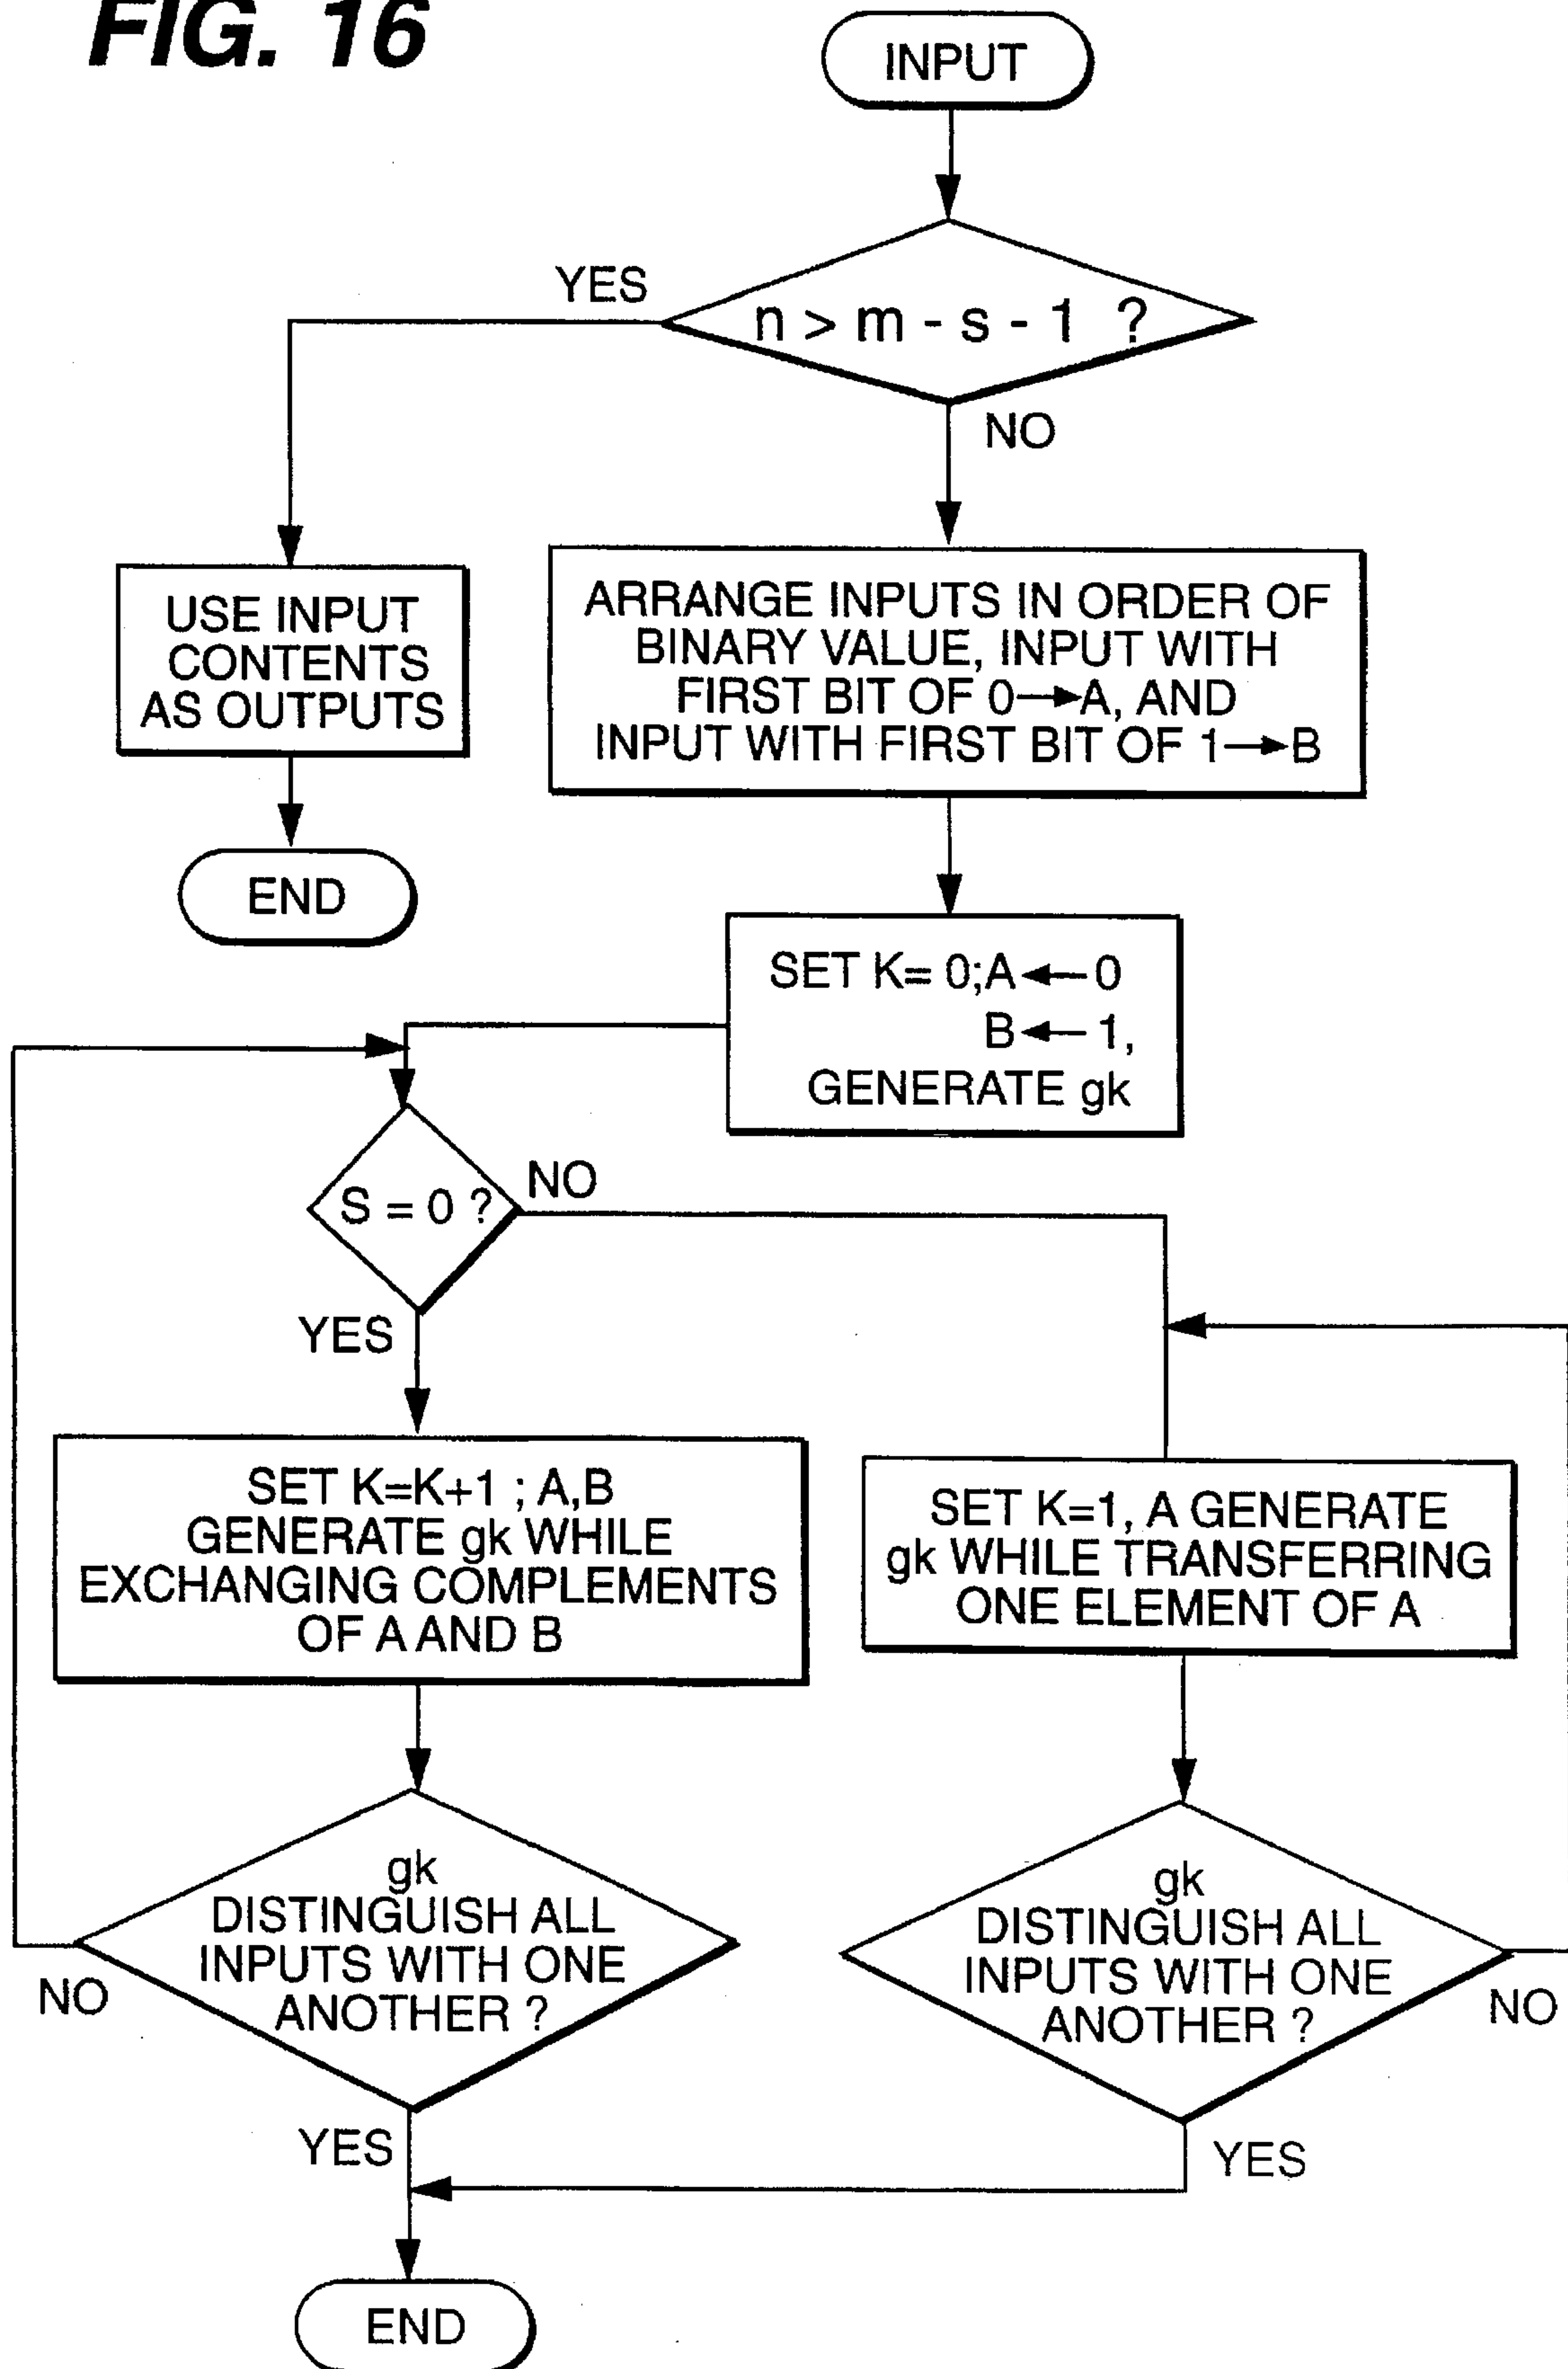 FIG. 16
INPUT
YES
n > m - s - 1 ?
NO
USE INPUT
CONTENTS
AS OUTPUTS
ARRANGE INPUTS IN ORDER OF
BINARY VALUE, INPUT WITH
FIRST BIT OF 0→A, AND
INPUT WITH FIRST BIT OF 1→B
END
SET K= 0;A←0
B←1,
GENERATE gk
S = 0 ?
NO
YES
SET K=K+1 ; A,B
GENERATE gk WHILE
EXCHANGING COMPLEMENTS
OF A AND B
SET K=1, A GENERATE
gk WHILE TRANSFERRING
ONE ELEMENT OF A
gk
DISTINGUISH ALL
INPUTS WITH ONE
ANOTHER ?
NO
gk
DISTINGUISH ALL
INPUTS WITH ONE
ANOTHER ?
NO
YES
YES
END